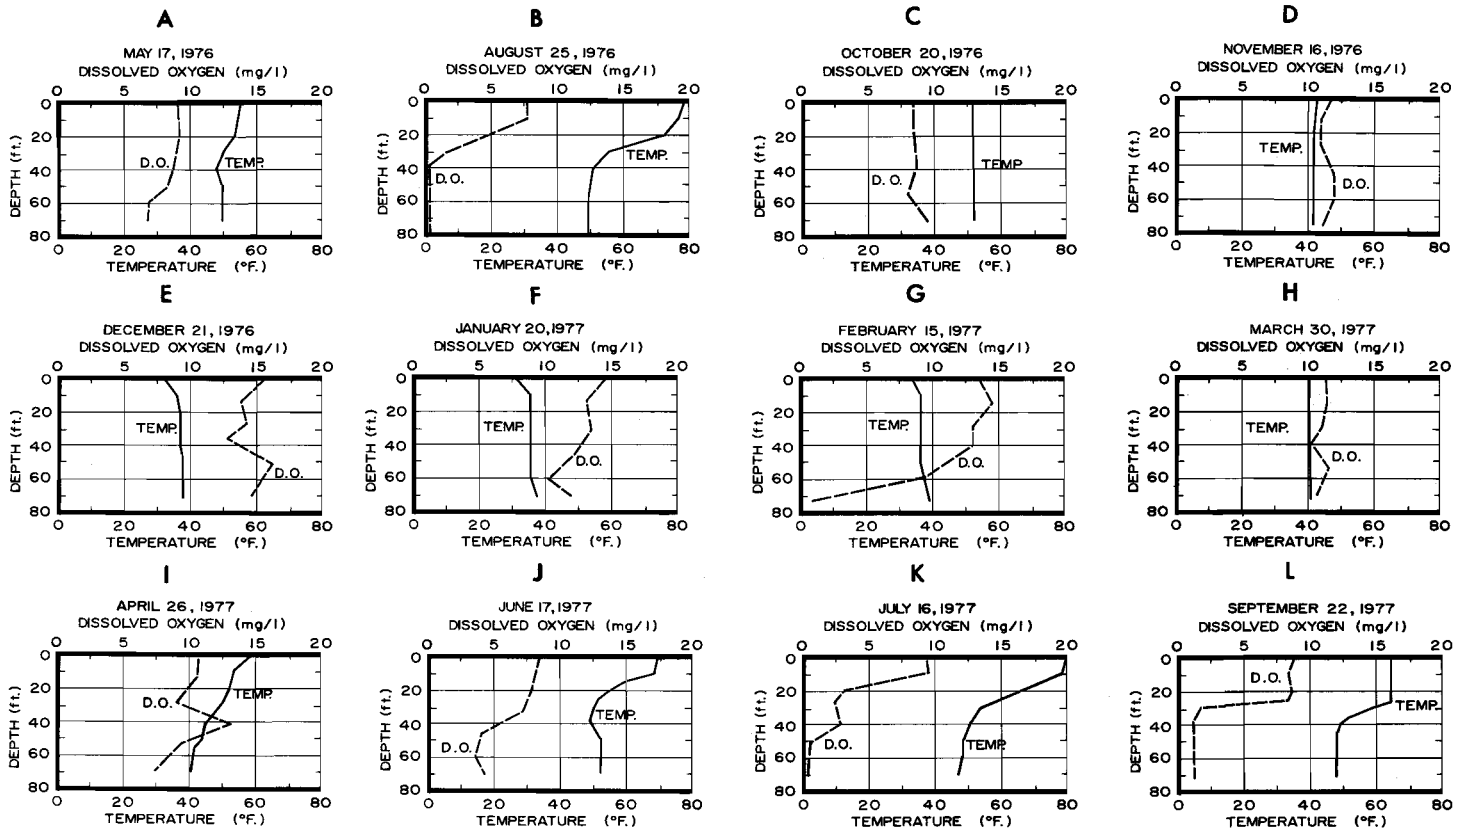 A
MAY 17, 1976
DISSOLVED OXYGEN (mg/l)
0 5 10 15 20
0
20
40
60
80
DEPTH (ft.)
D.O.
TEMP.
0 20 40 60 80
TEMPERATURE (°F.)
B
AUGUST 25, 1976
DISSOLVED OXYGEN (mg/l)
0 5 10 15 20
0
20
40
60
80
DEPTH (ft.)
TEMP.
D.O.
0 20 40 60 80
TEMPERATURE (°F.)
C
OCTOBER 20, 1976
DISSOLVED OXYGEN (mg/l)
0 5 10 15 20
0
20
40
60
80
DEPTH (ft.)
TEMP.
D.O.
0 20 40 60 80
TEMPERATURE (°F.)
D
NOVEMBER 16, 1976
DISSOLVED OXYGEN (mg/l)
0 5 10 15 20
0
20
40
60
80
DEPTH (ft.)
TEMP.
D.O.
0 20 40 60 80
TEMPERATURE (°F.)
E
DECEMBER 21, 1976
DISSOLVED OXYGEN (mg/l)
0 5 10 15 20
0
20
40
60
80
DEPTH (ft.)
TEMP.
D.O.
0 20 40 60 80
TEMPERATURE (°F.)
F
JANUARY 20, 1977
DISSOLVED OXYGEN (mg/l)
0 5 10 15 20
0
20
40
60
80
DEPTH (ft.)
TEMP.
D.O.
0 20 40 60 80
TEMPERATURE (°F.)
G
FEBRUARY 15, 1977
DISSOLVED OXYGEN (mg/l)
0 5 10 15 20
0
20
40
60
80
DEPTH (ft.)
TEMP.
D.O.
0 20 40 60 80
TEMPERATURE (°F.)
H
MARCH 30, 1977
DISSOLVED OXYGEN (mg/l)
0 5 10 15 20
0
20
40
60
80
DEPTH (ft.)
TEMP.
D.O.
0 20 40 60 80
TEMPERATURE (°F.)
I
APRIL 26, 1977
DISSOLVED OXYGEN (mg/l)
0 5 10 15 20
0
20
40
60
80
DEPTH (ft.)
TEMP.
D.O.
0 20 40 60 80
TEMPERATURE (°F.)
J
JUNE 17, 1977
DISSOLVED OXYGEN (mg/l)
0 5 10 15 20
0
20
40
60
80
DEPTH (ft.)
TEMP.
D.O.
0 20 40 60 80
TEMPERATURE (°F.)
K
JULY 16, 1977
DISSOLVED OXYGEN (mg/l)
0 5 10 15 20
0
20
40
60
80
DEPTH (ft.)
D.O.
TEMP.
0 20 40 60 80
TEMPERATURE (°F.)
L
SEPTEMBER 22, 1977
DISSOLVED OXYGEN (mg/l)
0 5 10 15 20
0
20
40
60
80
DEPTH (ft.)
D.O.
TEMP.
0 20 40 60 80
TEMPERATURE (°F.)